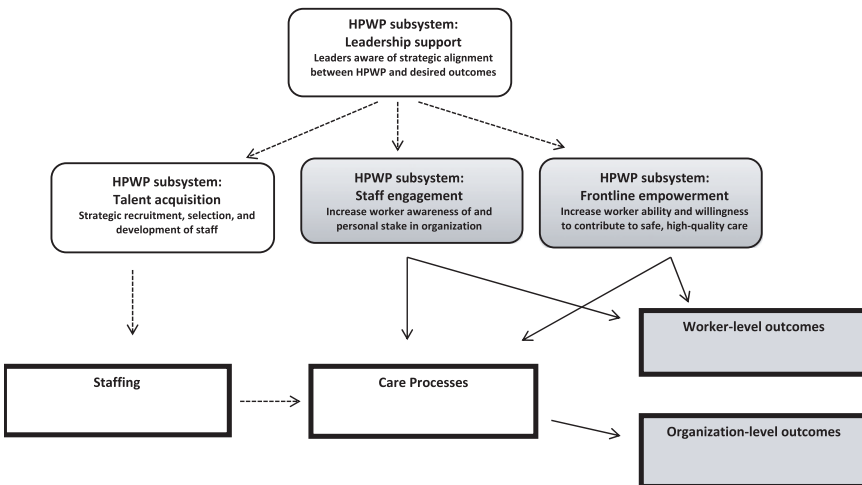 HPWP subsystem:
Leadership support
Leaders aware of strategic alignment
between HPWP and desired outcomes
HPWP subsystem:
Talent acquisition
Strategic recruitment, selection, and
development of staff
HPWP subsystem:
Staff engagement
Increase worker awareness of and
personal stake in organization
HPWP subsystem:
Frontline empowerment
Increase worker ability and willingness
to contribute to safe, high-quality care
Worker-level outcomes
Staffing
Care Processes
Organization-level outcomes